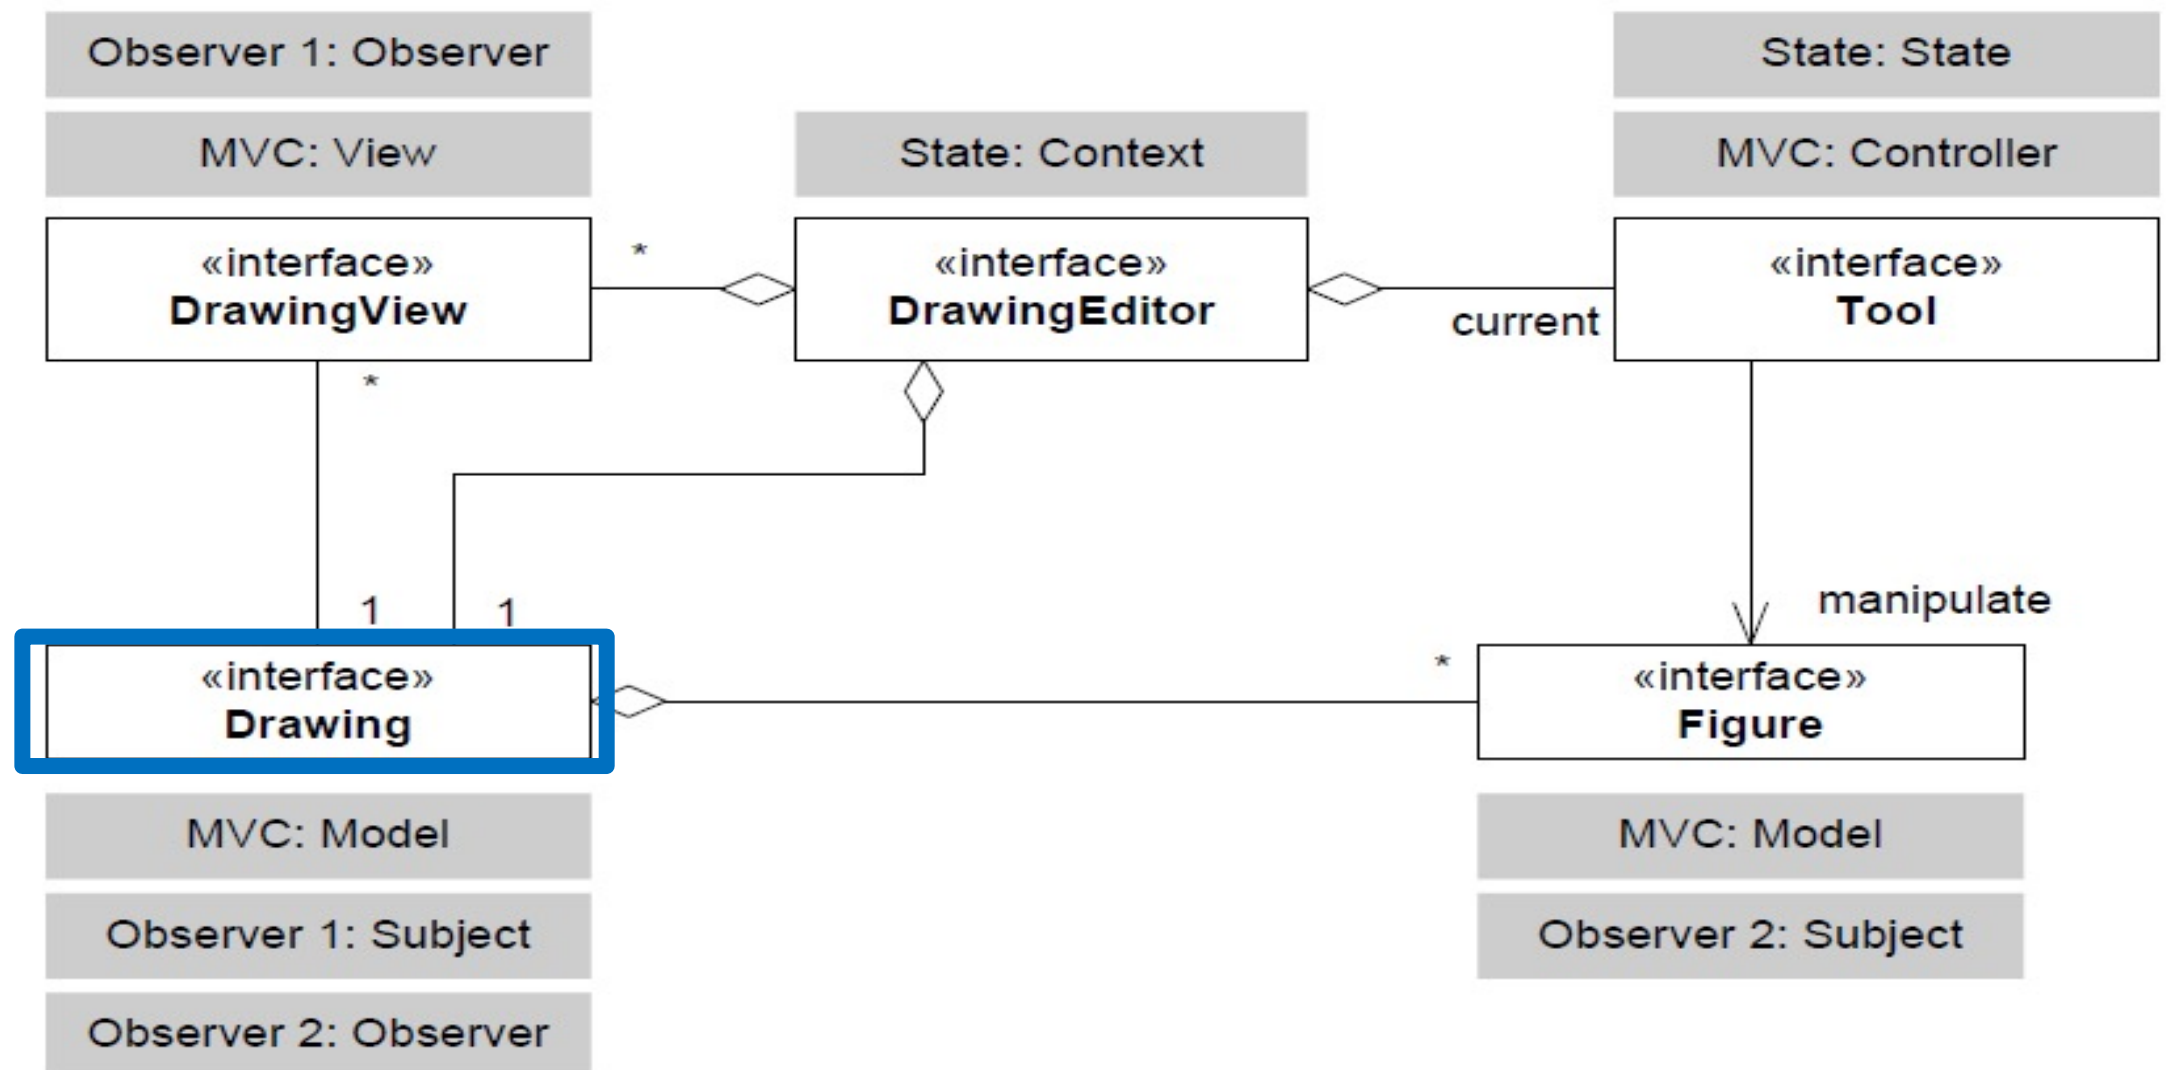 Observer 1: Observer
State: State
MVC: View
State: Context
MVC: Controller
«interface»
DrawingView
*
«interface»
DrawingEditor
current
«interface»
Tool
*
1
1
manipulate
«interface»
Drawing
*
«interface»
Figure
MVC: Model
MVC: Model
Observer 1: Subject
Observer 2: Subject
Observer 2: Observer